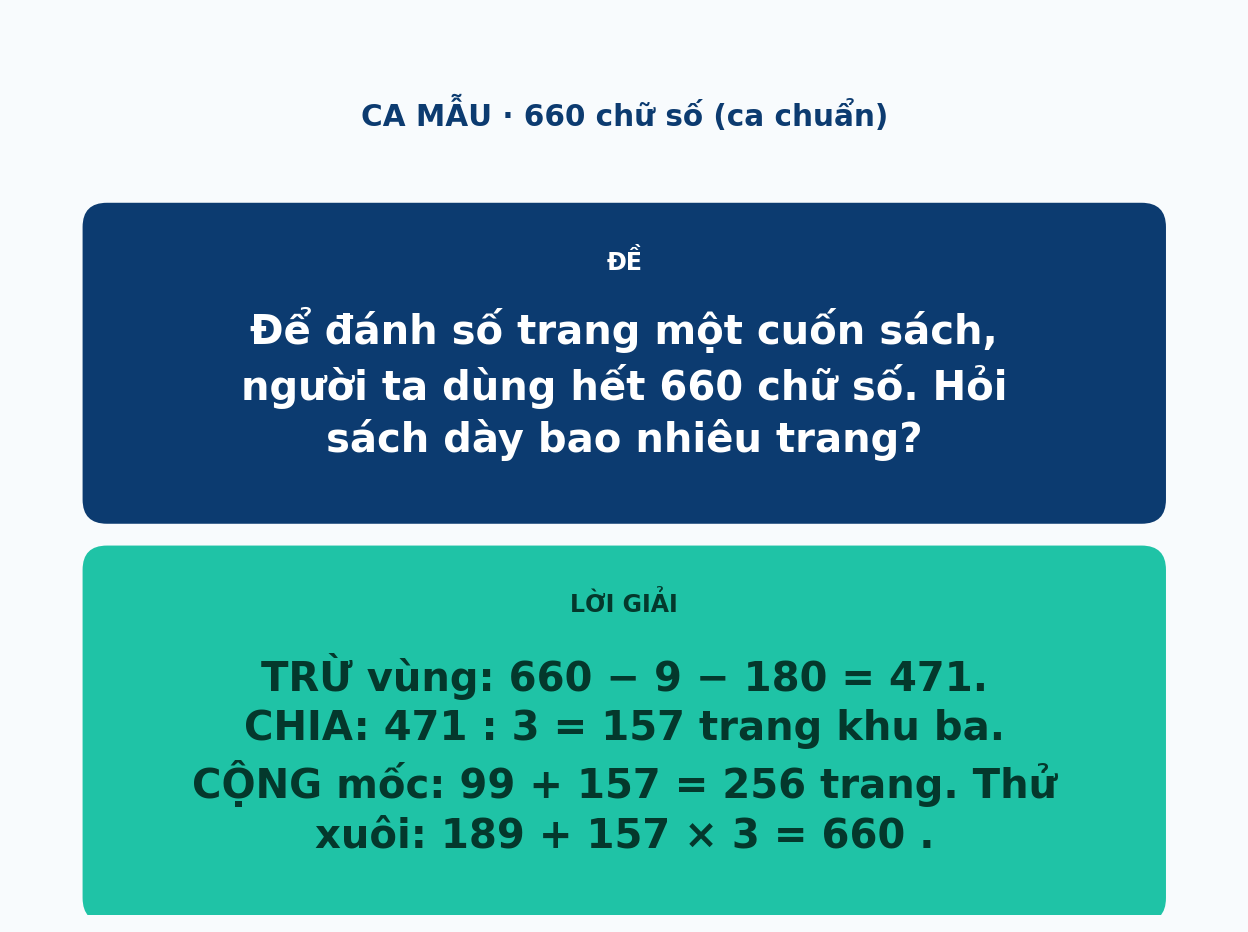 CA MẪU · 660 chữ số (ca chuẩn)
ĐỀ
Để đánh số trang một cuốn sách,
người ta dùng hết 660 chữ số. Hỏi
sách dày bao nhiêu trang?
LỜI GIẢI
TRỪ vùng: 660 − 9 − 180 = 471.
CHIA: 471 : 3 = 157 trang khu ba.
CỘNG mốc: 99 + 157 = 256 trang. Thử
xuôi: 189 + 157 × 3 = 660 .